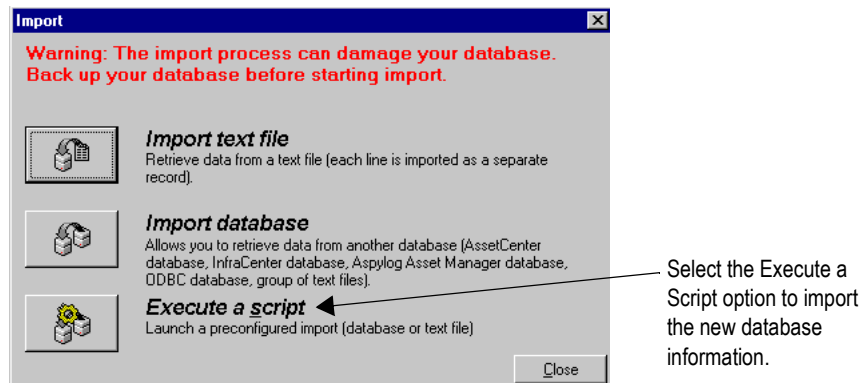 Import
Warning: The import process can damage your database.
Back up your database before starting import.
Import text file
Retrieve data from a text file (each line is imported as a separate
record).
Import database
Allows you to retrieve data from another database (AssetCenter
database, InfraCenter database, Aspylog Asset Manager database,
ODBC database, group of text files).
Execute a script
Launch a preconfigured import (database or text file)
Close
Select the Execute a
Script option to import
the new database
information.